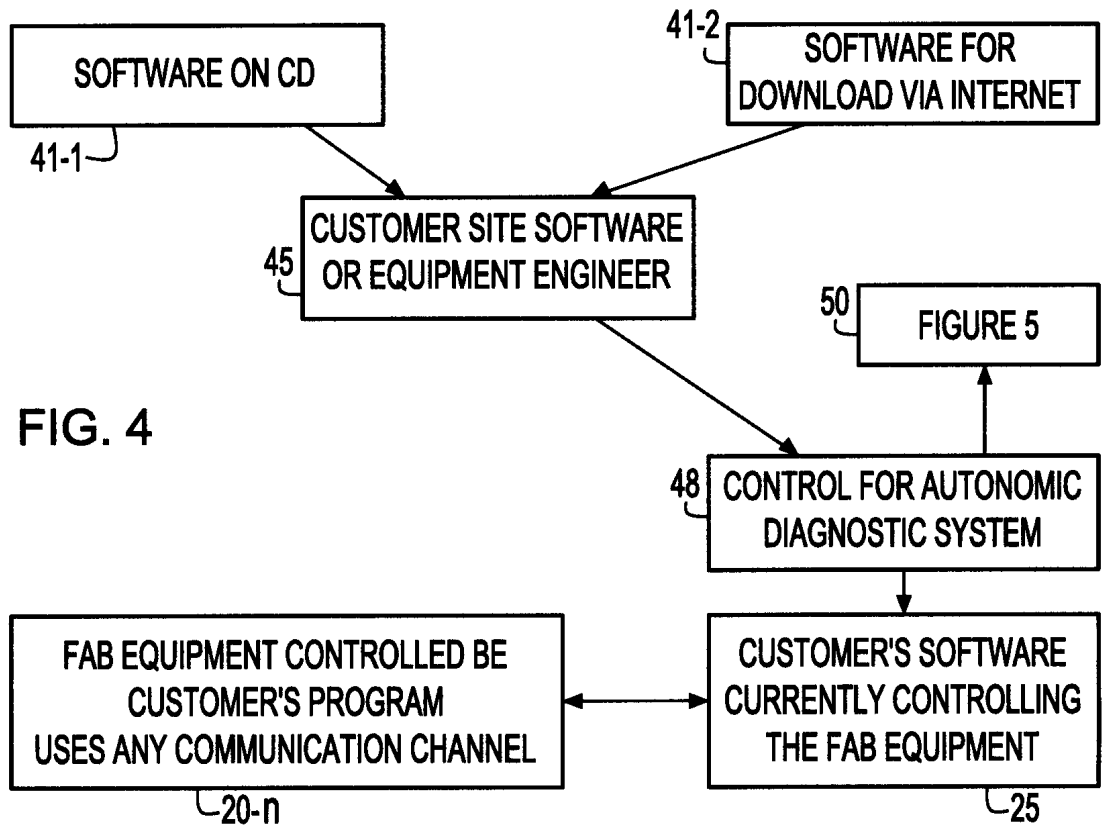 SOFTWARE ON CD
41-1
41-2
SOFTWARE FOR
DOWNLOAD VIA INTERNET
45
CUSTOMER SITE SOFTWARE
OR EQUIPMENT ENGINEER
50
FIGURE 5
FIG. 4
48
CONTROL FOR AUTONOMIC
DIAGNOSTIC SYSTEM
FAB EQUIPMENT CONTROLLED BE
CUSTOMER'S PROGRAM
USES ANY COMMUNICATION CHANNEL
20-n
CUSTOMER'S SOFTWARE
CURRENTLY CONTROLLING
THE FAB EQUIPMENT
25